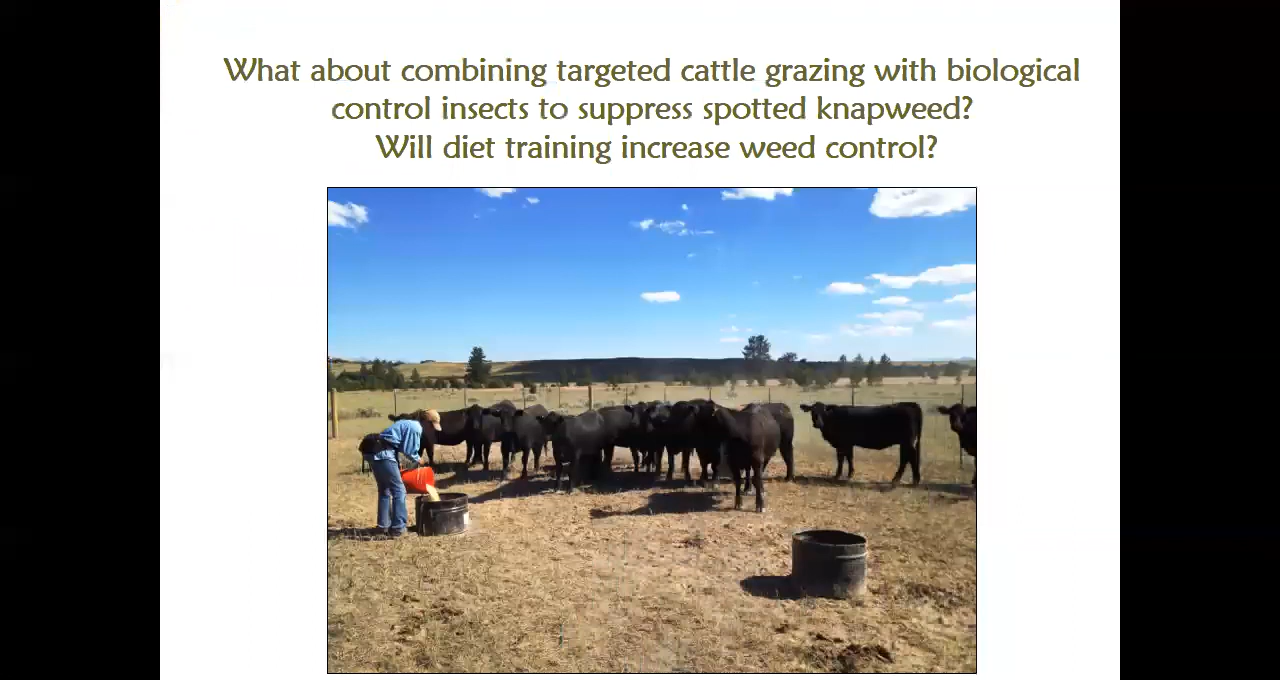 What about combining targeted cattle grazing with biological
control insects to suppress spotted knapweed?
Will diet training increase weed control?